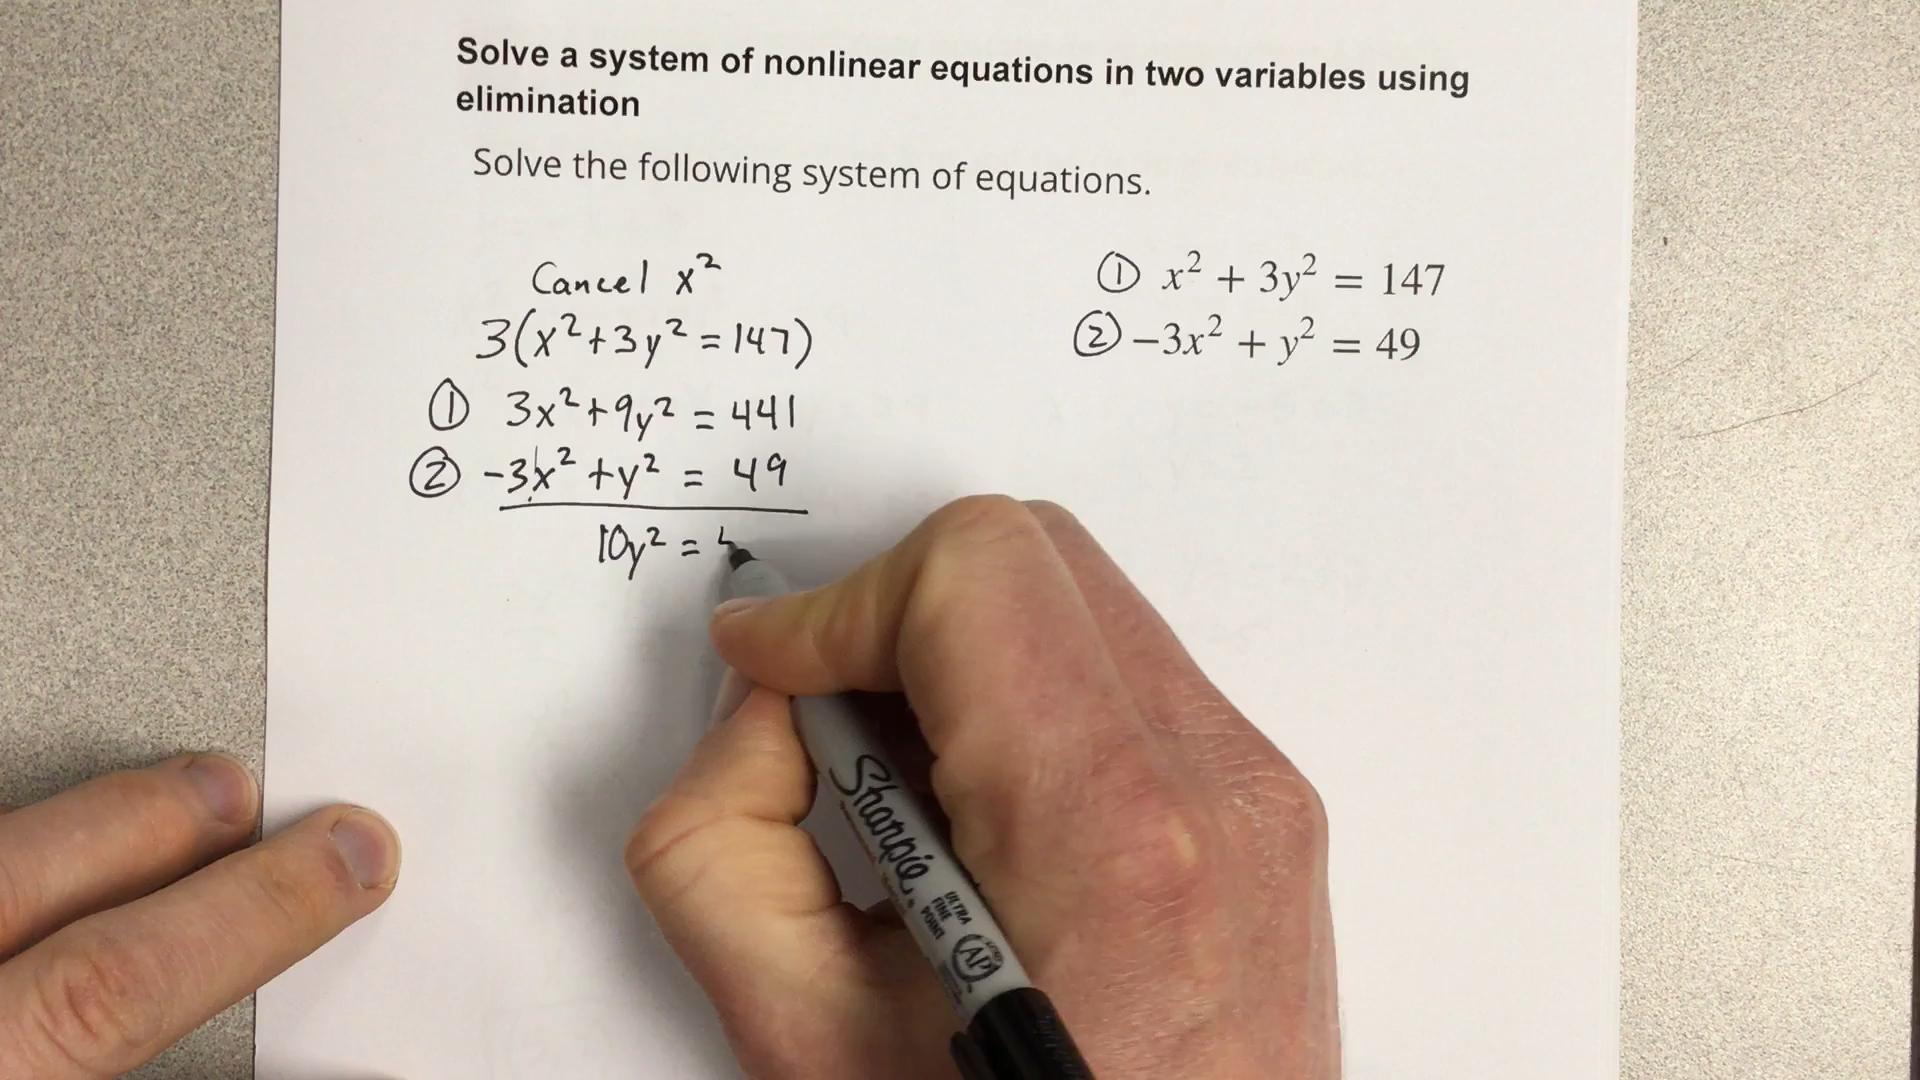 Solve a system of nonlinear equations in two variables using
elimination
Solve the following system of equations.
① x² + 3y² = 147
② −3x² + y² = 49
Cancel x²
3(x²+3y²=147)
① 3x²+9y² = 441
② -3x² +y² = 49
10y² =
Sharpie.
ULTRA
FINE
POINT
AP